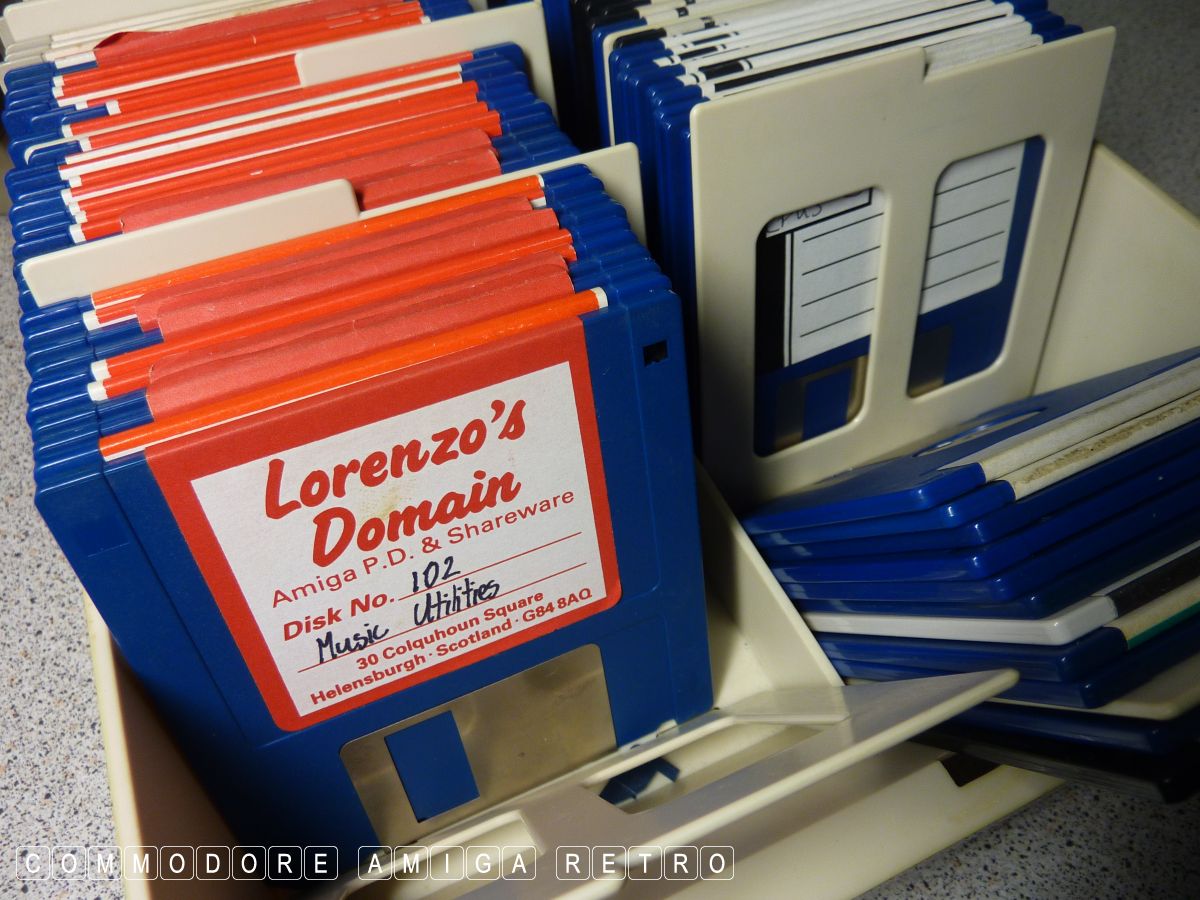 Lorenzo's
Domain
Amiga P.D. & Shareware
Disk No. 102
Music Utilities
30 Colquhoun Square
Helensburgh · Scotland · G84 8AQ
COMMODORE AMIGA RETRO